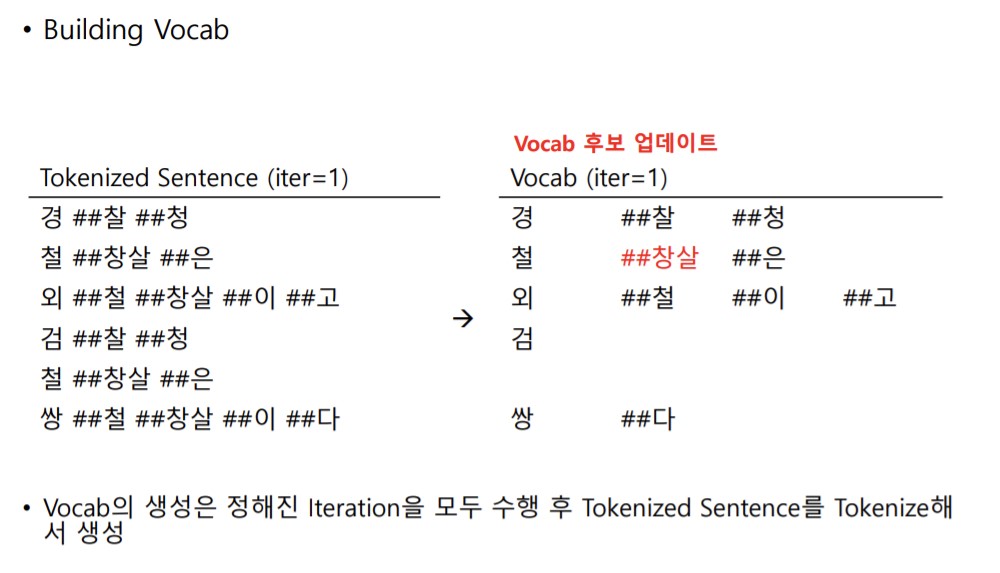 • Building Vocab
Vocab 후보 업데이트
Tokenized Sentence (iter=1)
경 ##찰 ##청
철 ##창살 ##은
외 ##철 ##창살 ##이 ##고
검 ##찰 ##청
철 ##창살 ##은
쌍 ##철 ##창살 ##이 ##다
→
Vocab (iter=1)
경 ##찰 ##청
철 ##창살 ##은
외 ##철 ##이 ##고
검
쌍 ##다
• Vocab의 생성은 정해진 Iteration을 모두 수행 후 Tokenized Sentence를 Tokenize해
서 생성